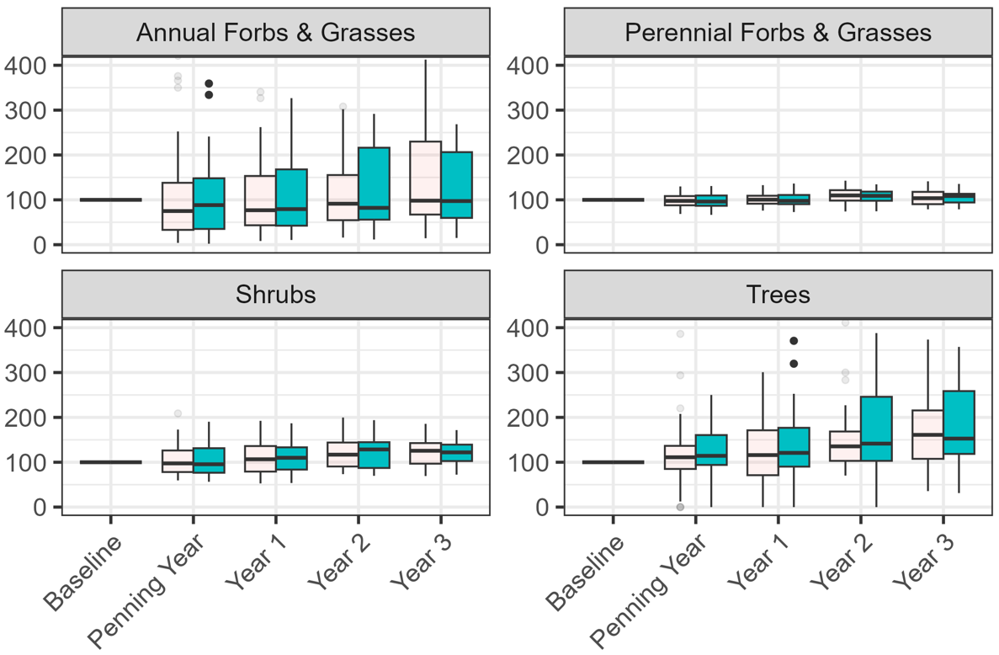 Annual Forbs & Grasses
Perennial Forbs & Grasses
400
300
200
100
0
400
300
200
100
0
Shrubs
Trees
400
300
200
100
0
400
300
200
100
0
Baseline
Penning Year
Year 1
Year 2
Year 3
Baseline
Penning Year
Year 1
Year 2
Year 3